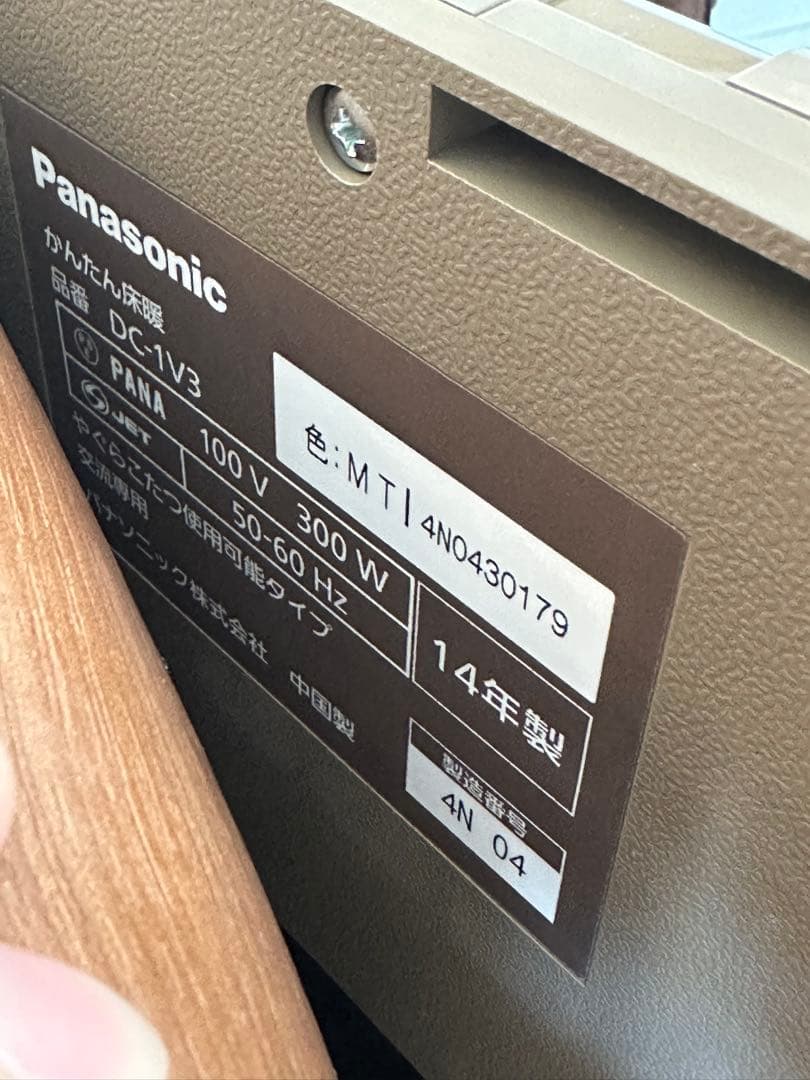 Panasonic
かんたん床暖
品番 DC-1V3
色:MT 4N0430179
PANA 100V 300W 14年製
JET 50-60 Hz
やぐらこたつ使用可能タイプ
交流専用
パナソニック株式会社 中国製
製造番号
4N 04